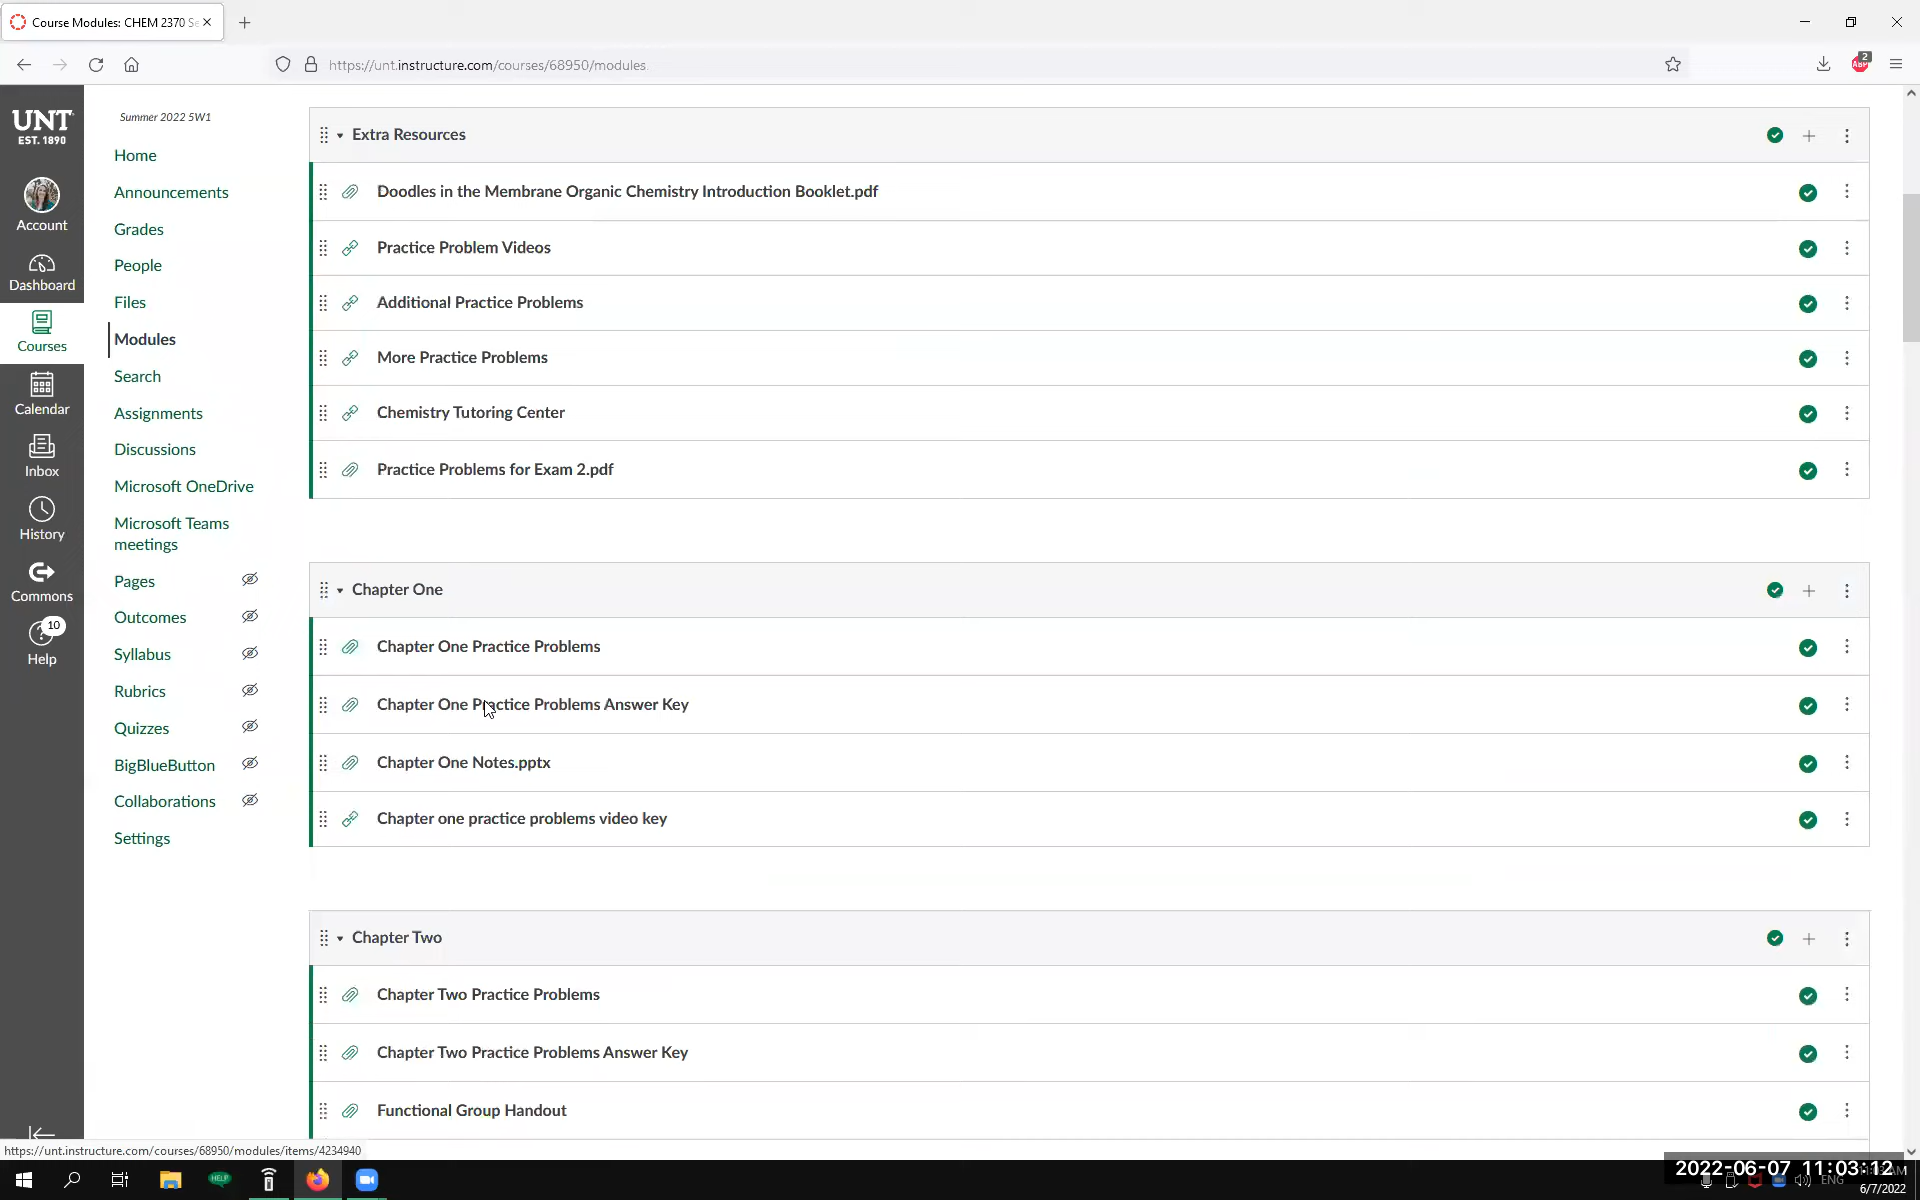 Course Modules: CHEM 2370 Se
https://unt.instructure.com/courses/68950/modules
ABP
2
UNT
EST. 1890
Account
Dashboard
Courses
Calendar
Inbox
History
Commons
10
Help
Summer 2022 5W1
Home
Announcements
Grades
People
Files
Modules
Search
Assignments
Discussions
Microsoft OneDrive
Microsoft Teams
meetings
Pages
Outcomes
Syllabus
Rubrics
Quizzes
BigBlueButton
Collaborations
Settings
Extra Resources
Doodles in the Membrane Organic Chemistry Introduction Booklet.pdf
Practice Problem Videos
Additional Practice Problems
More Practice Problems
Chemistry Tutoring Center
Practice Problems for Exam 2.pdf
Chapter One
Chapter One Practice Problems
Chapter One Practice Problems Answer Key
Chapter One Notes.pptx
Chapter one practice problems video key
Chapter Two
Chapter Two Practice Problems
Chapter Two Practice Problems Answer Key
Functional Group Handout
https://unt.instructure.com/courses/68950/modules/items/4234940
HELP
2022-06-07 11:03:12
ENG
6/7/2022